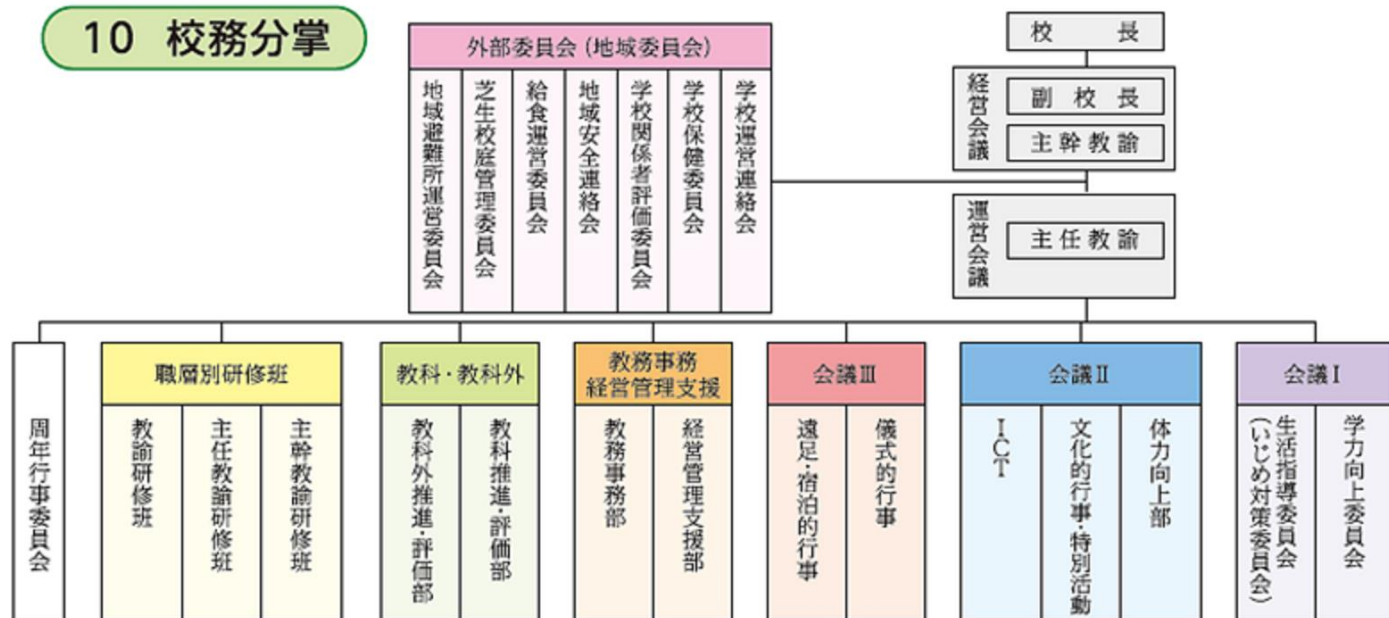 10 校務分掌
外部委員会（地域委員会）
学校運営連絡会
学校保健委員会
学校関係者評価委員会
地域安全連絡会
給食運営委員会
芝生校庭管理委員会
地域避難所運営委員会
校長
経営会議
副校長
主幹教諭
運営会議
主任教諭
会議Ⅰ
学力向上委員会
生活指導委員会
（いじめ対策委員会）
会議Ⅱ
体力向上部
文化的行事・特別活動
ICT
会議Ⅲ
儀式的行事
遠足・宿泊的行事
教務事務
経営管理支援
経営管理支援部
教務事務部
教科・教科外
教科推進・評価部
教科外推進・評価部
職層別研修班
主幹教諭研修班
主任教諭研修班
教諭研修班
周年行事委員会